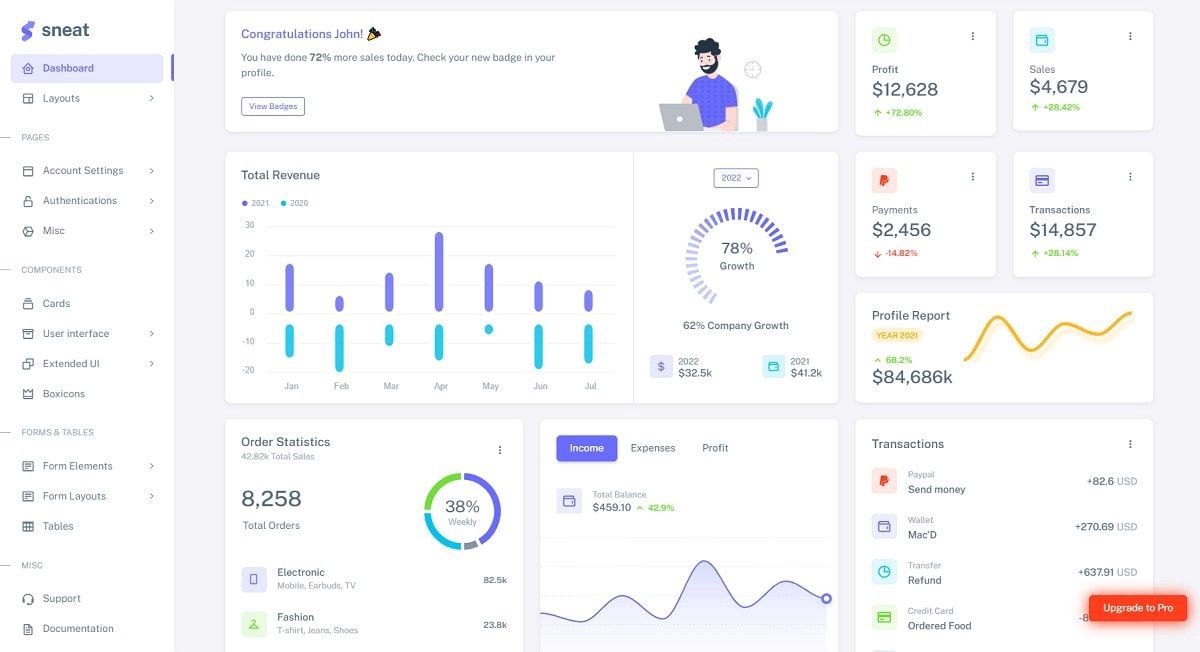 sneat
Dashboard
Layouts
PAGES
Account Settings
Authentications
Misc
COMPONENTS
Cards
User interface
Extended UI
Boxicons
FORMS & TABLES
Form Elements
Form Layouts
Tables
MISC
Support
Documentation
Congratulations John!
You have done 72% more sales today. Check your new badge in your
profile.
View Badges
Profit
$12,628
+72.80%
Sales
$4,679
+28.42%
Total Revenue
2021 2020
30
20
10
0
-10
-20
Jan Feb Mar Apr May Jun Jul
2022
78%
Growth
62% Company Growth
$
2022
$32.5k
2021
$41.2k
Payments
$2,456
-14.82%
Transactions
$14,857
+28.14%
Profile Report
YEAR 2021
68.2%
$84,686k
Order Statistics
42.82k Total Sales
8,258
Total Orders
38%
Weekly
Electronic
Mobile, Earbuds, TV
82.5k
Fashion
T-shirt, Jeans, Shoes
23.8k
Income Expenses Profit
Total Balance
$459.10 42.9%
Transactions
Paypal
Send money
+82.6 USD
Wallet
Mac'D
+270.69 USD
Transfer
Refund
+637.91 USD
Credit Card
Ordered Food
Upgrade to Pro